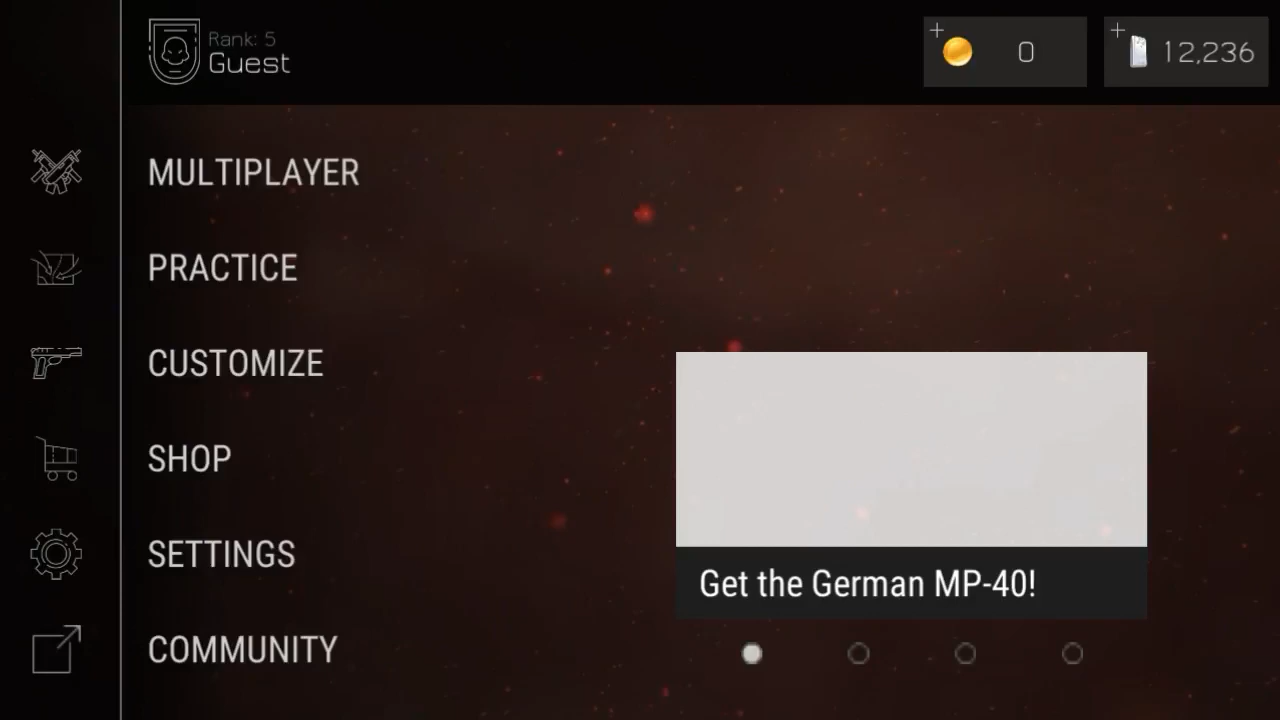 Rank: 5
Guest
0
12,236
MULTIPLAYER
PRACTICE
CUSTOMIZE
SHOP
SETTINGS
COMMUNITY
Get the German MP-40!